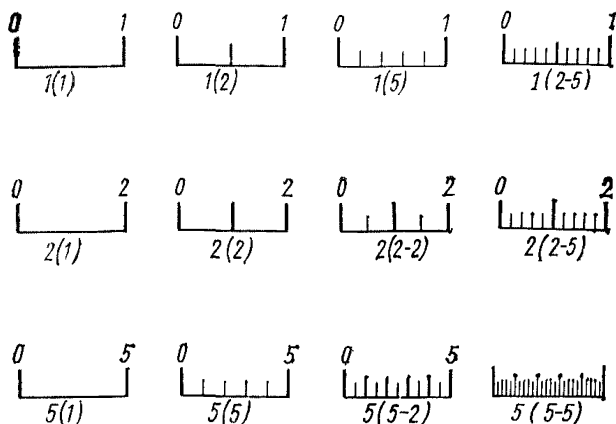 0 1 0 1 0 1 0 1
1(1) 1(2) 1(5) 1(2-5)
0 2 0 2 0 2 0 2
2(1) 2(2) 2(2-2) 2(2-5)
0 5 0 5 0 5
5(1) 5(5) 5(5-2) 5(5-5)